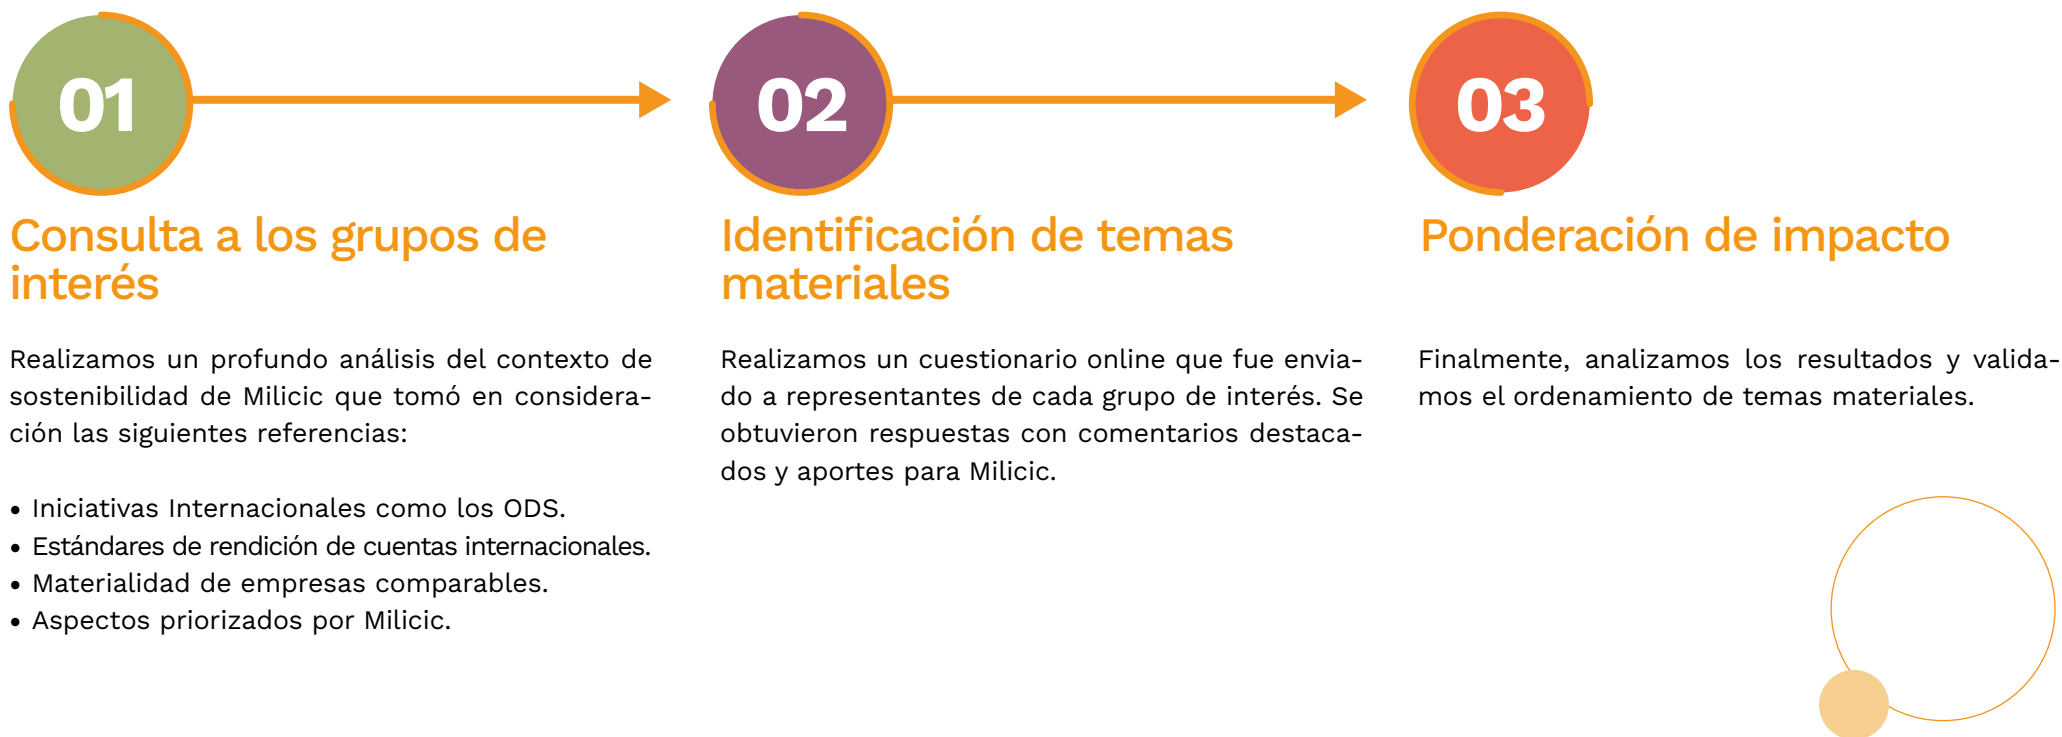 01
Consulta a los grupos de
interés
Realizamos un profundo análisis del contexto de
sostenibilidad de Milicic que tomó en considera-
ción las siguientes referencias:
• Iniciativas Internacionales como los ODS.
• Estándares de rendición de cuentas internacionales.
• Materialidad de empresas comparables.
• Aspectos priorizados por Milicic.
02
Identificación de temas
materiales
Realizamos un cuestionario online que fue envia-
do a representantes de cada grupo de interés. Se
obtuvieron respuestas con comentarios destaca-
dos y aportes para Milicic.
03
Ponderación de impacto
Finalmente, analizamos los resultados y valida-
mos el ordenamiento de temas materiales.